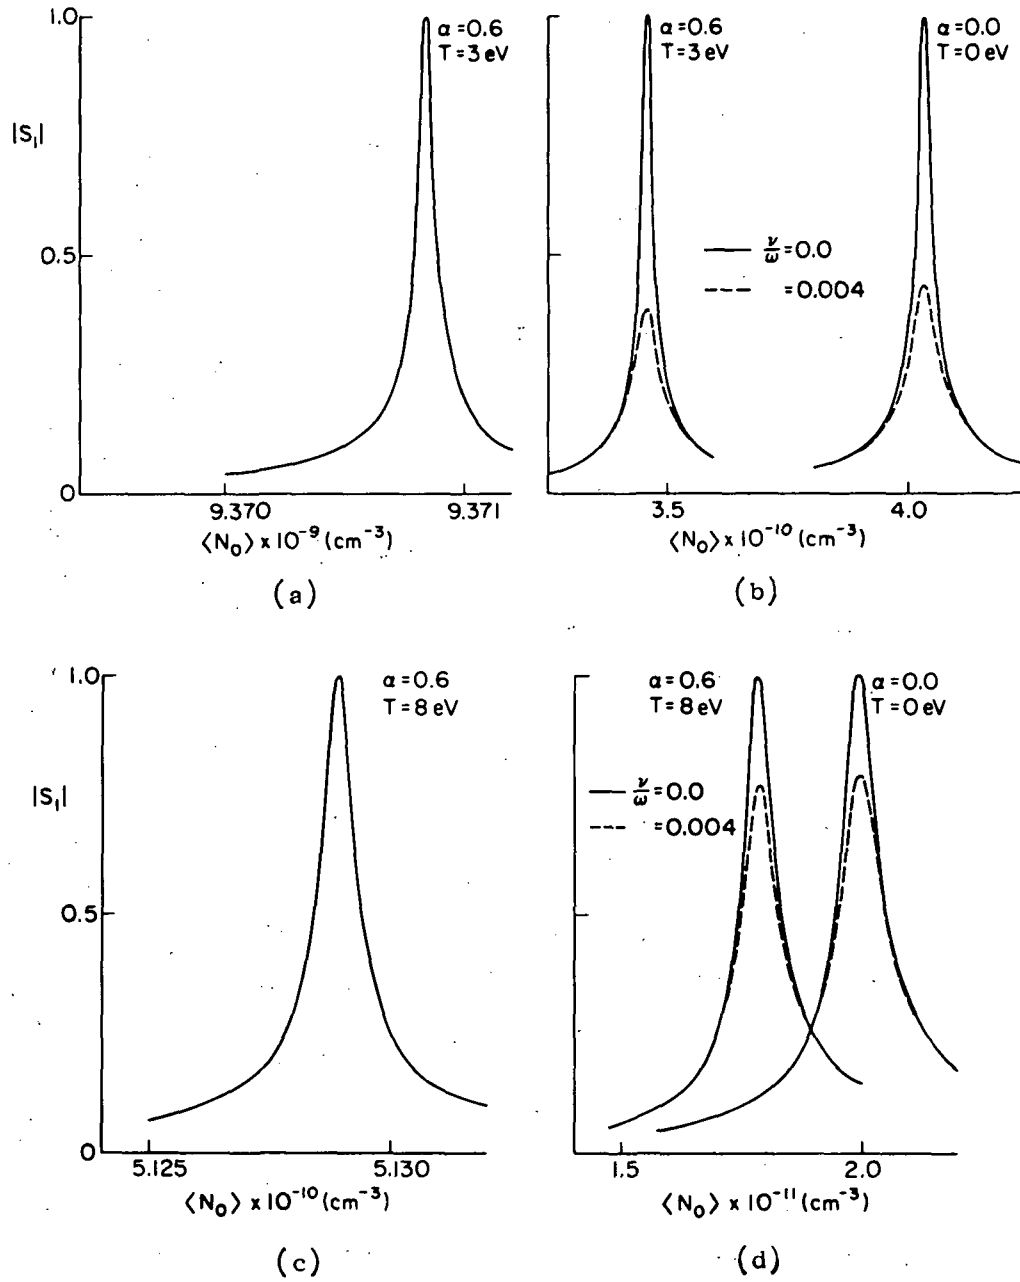 1.0
α=0.6
T=3 eV
|S₁|
0.5
0
9.370
9.371
⟨N₀⟩ x 10⁻⁹ (cm⁻³)
(a)
α=0.6
T=3 eV
α=0.0
T=0 eV
ν/ω=0.0
=0.004
3.5
4.0
⟨N₀⟩ x 10⁻¹⁰ (cm⁻³)
(b)
1.0
α=0.6
T=8 eV
|S₁|
0.5
0
5.125
5.130
⟨N₀⟩ x 10⁻¹⁰ (cm⁻³)
(c)
α=0.6
T=8 eV
α=0.0
T=0 eV
ν/ω=0.0
=0.004
1.5
2.0
⟨N₀⟩ x 10⁻¹¹ (cm⁻³)
(d)